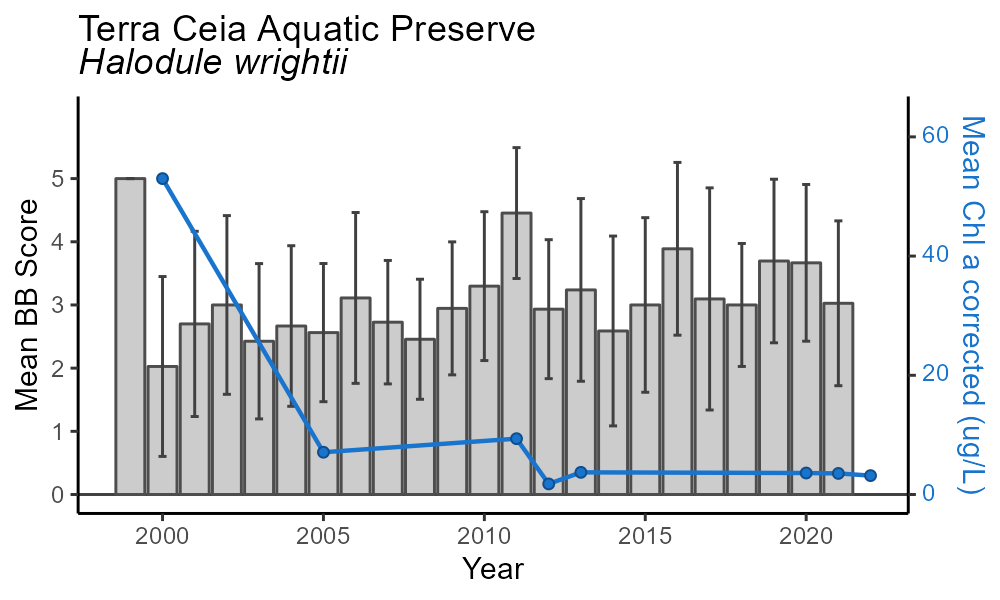 Terra Ceia Aquatic Preserve
Halodule wrightii
Mean BB Score
5
4
3
2
1
0
60
40
20
0
Mean Chl a corrected (ug/L)
2000 2005 2010 2015 2020
Year